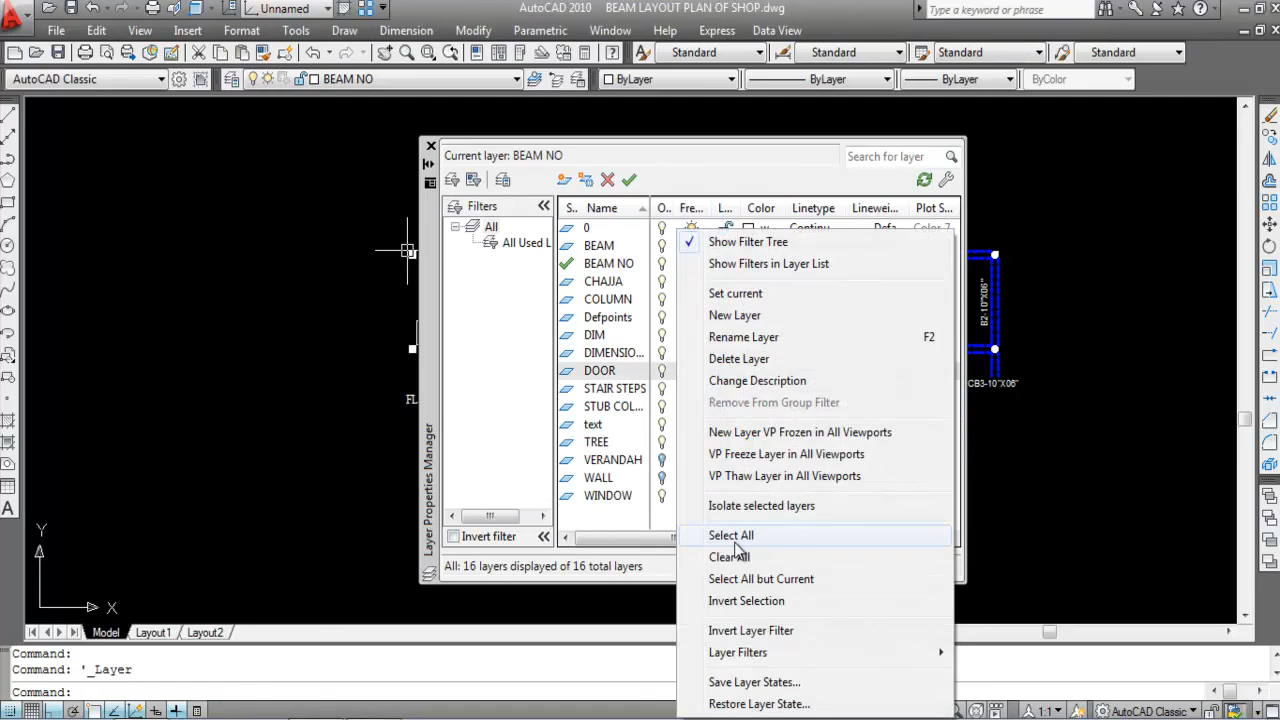 Unnamed AutoCAD 2010 BEAM LAYOUT PLAN OF SHOP.dwg Type a keyword or phrase
File Edit View Insert Format Tools Draw Dimension Modify Parametric Window Help Express Data View
Standard Standard Standard Standard
AutoCAD Classic BEAM NO ByLayer ByLayer ByLayer ByColor
Current layer: BEAM NO Search for layer
Filters S.. Name O.. Fre... L... Color Linetype Linewei... Plot S...
All
All Used L
0 w Continu... Defa... Color 7
BEAM
BEAM NO
CHAJJA
COLUMN
Defpoints
DIM
DIMENSIO...
DOOR
STAIR STEPS
STUB COL...
text
TREE
VERANDAH
WALL
WINDOW
Invert filter
All: 16 layers displayed of 16 total layers
Layer Properties Manager
Show Filter Tree
Show Filters in Layer List
Set current
New Layer
Rename Layer F2
Delete Layer
Change Description
Remove From Group Filter
New Layer VP Frozen in All Viewports
VP Freeze Layer in All Viewports
VP Thaw Layer in All Viewports
Isolate selected layers
Select All
Clear All
Select All but Current
Invert Selection
Invert Layer Filter
Layer Filters
Save Layer States...
Restore Layer State...
B2-10"X06"
CB3-10"X06"
FL
Y
X
Model Layout1 Layout2
Command:
Command: '_Layer
Command:
1:1 AutoCAD Classic